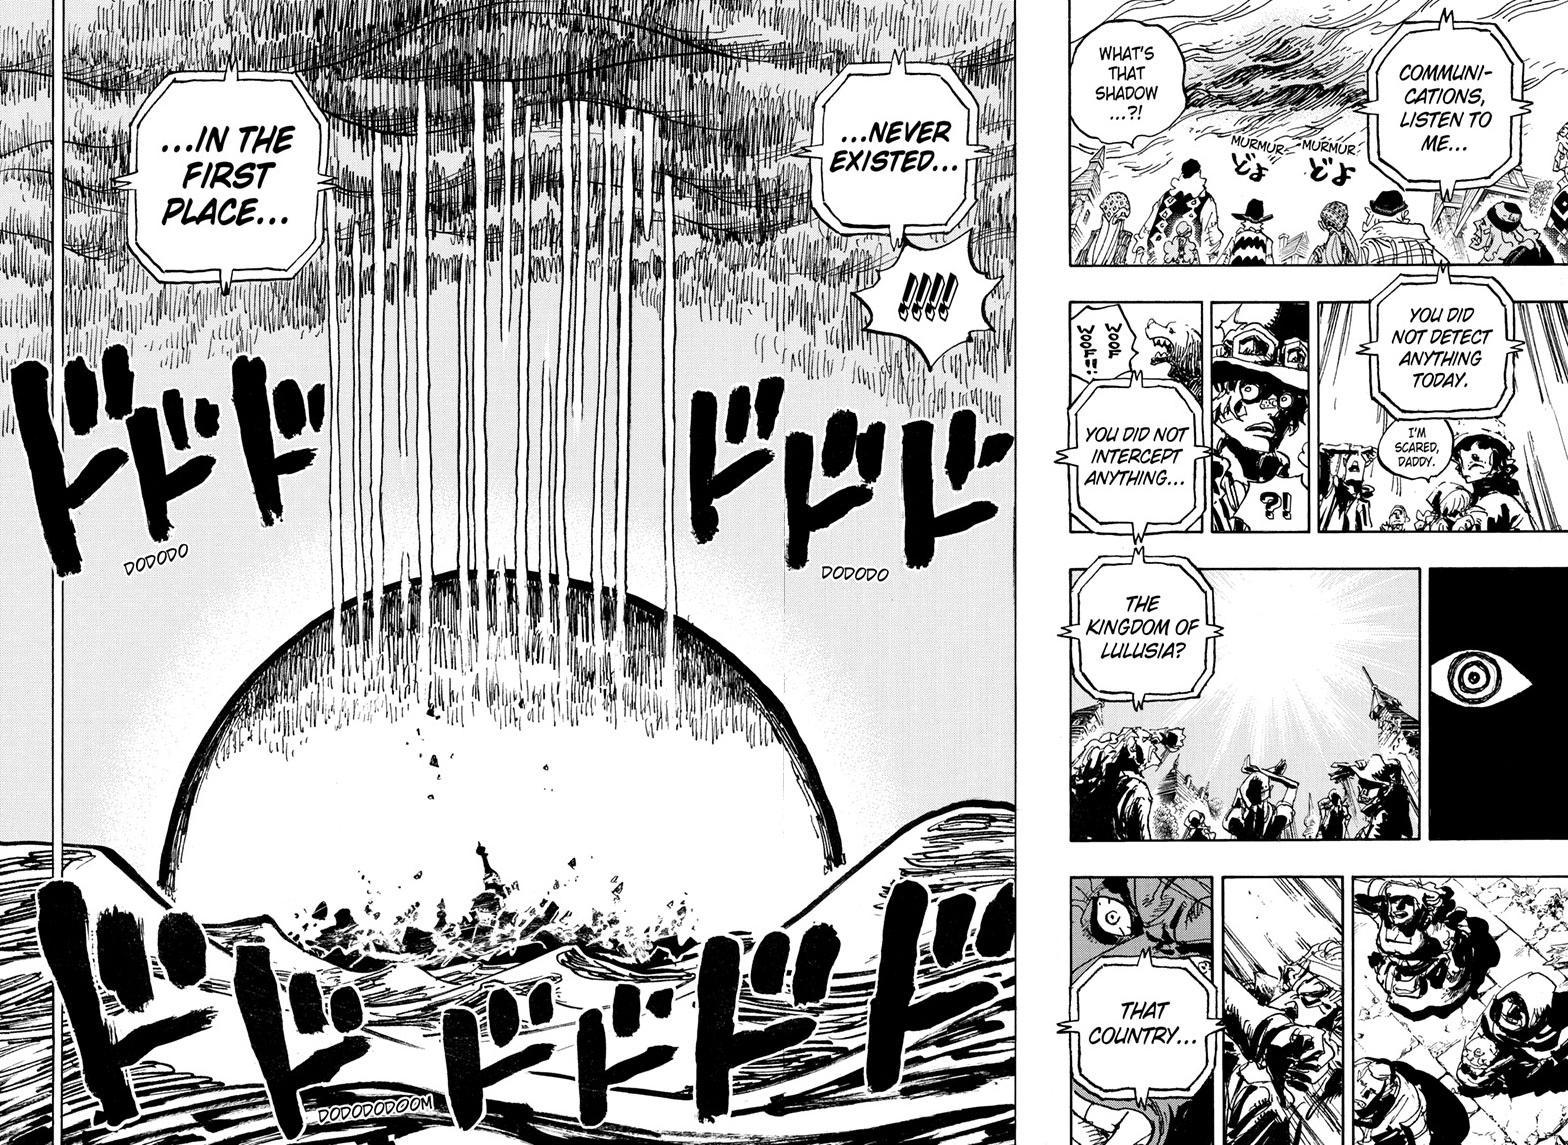 COMMUNI-
CATIONS,
LISTEN TO
ME...
WHAT'S
THAT
SHADOW
...?!
MURMUR
どよ
MURMUR
どよ
YOU DID
NOT DETECT
ANYTHING
TODAY.
I'M
SCARED,
DADDY.
?!
WOOF
WOOF!!
YOU DID NOT
INTERCEPT
ANYTHING...
THE
KINGDOM OF
LULUSIA?
THAT
COUNTRY...
...NEVER
EXISTED...
!!!!
...IN THE
FIRST
PLACE...
ドドド
DODODO
ドドド
DODODO
ドドドドドド
DODODODOOM